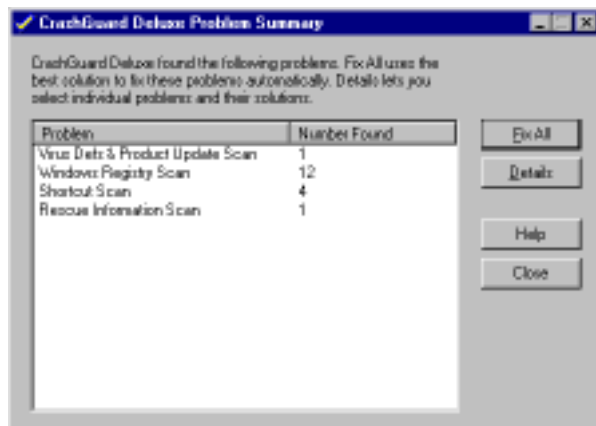 CrashGuard Deluxe Problem Summary
CrashGuard Deluxe found the following problems. Fix All uses the
best solution to fix these problems automatically. Details lets you
select individual problems and their solutions.
Problem Number Found
Virus Defs & Product Update Scan 1
Windows Registry Scan 12
Shortcut Scan 4
Rescue Information Scan 1
Fix All
Details
Help
Close